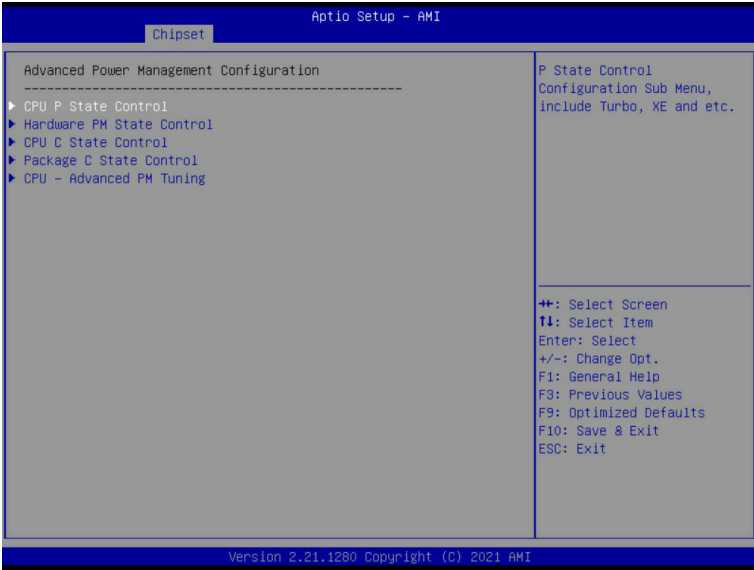 Aptio Setup – AMI
Chipset
Advanced Power Management Configuration
--------------------------------------------------
CPU P State Control
Hardware PM State Control
CPU C State Control
Package C State Control
CPU – Advanced PM Tuning
P State Control
Configuration Sub Menu,
include Turbo, XE and etc.
→←: Select Screen
↑↓: Select Item
Enter: Select
+/-: Change Opt.
F1: General Help
F3: Previous Values
F9: Optimized Defaults
F10: Save & Exit
ESC: Exit
Version 2.21.1280 Copyright (C) 2021 AMI